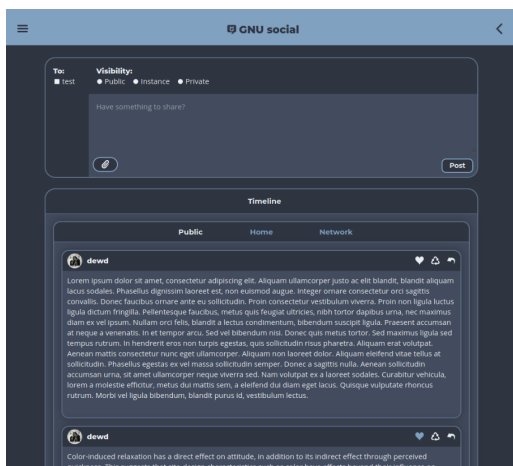 GNU social
To:
Visibility:
test
Public
Instance
Private
Have something to share?
Post
Timeline
Public
Home
Network
dewd
Lorem ipsum dolor sit amet, consectetur adipiscing elit. Aliquam ullamcorper justo ac elit blandit, blandit aliquam
lacus sodales. Phasellus dignissim laoreet est, non euismod augue. Integer ornare consectetur orci sagittis
convallis. Donec faucibus ornare ante eu sollicitudin. Proin consectetur vestibulum viverra. Proin non ligula luctus
ligula dictum fringilla. Pellentesque faucibus, metus quis feugiat ultricies, nibh tortor dapibus urna, nec maximus
diam ex vel ipsum. Nullam orci felis, blandit a lectus condimentum, bibendum suscipit ligula. Praesent accumsan
at neque a venenatis. In et tempor arcu. Sed vel bibendum nisi. Donec quis metus tortor. Sed maximus ligula sed
tempus rutrum. In hendrerit eros non turpis egestas, quis sollicitudin risus pharetra. Aliquam erat volutpat.
Aenean mattis consectetur nunc eget ullamcorper. Aliquam non laoreet dolor. Aliquam eleifend vitae tellus at
sollicitudin. Phasellus egestas ex vel massa sollicitudin semper. Donec a sagittis nulla. Aenean sollicitudin
accumsan urna, sit amet ullamcorper neque viverra sed. Nam volutpat ex a laoreet sodales. Curabitur vehicula,
lorem a molestie efficitur, metus dui mattis sem, a eleifend dui diam eget lacus. Quisque vulputate rhoncus
rutrum. Morbi vel ligula bibendum, blandit purus id, vestibulum lectus.
dewd
Color-induced relaxation has a direct effect on attitude, in addition to its indirect effect through perceived